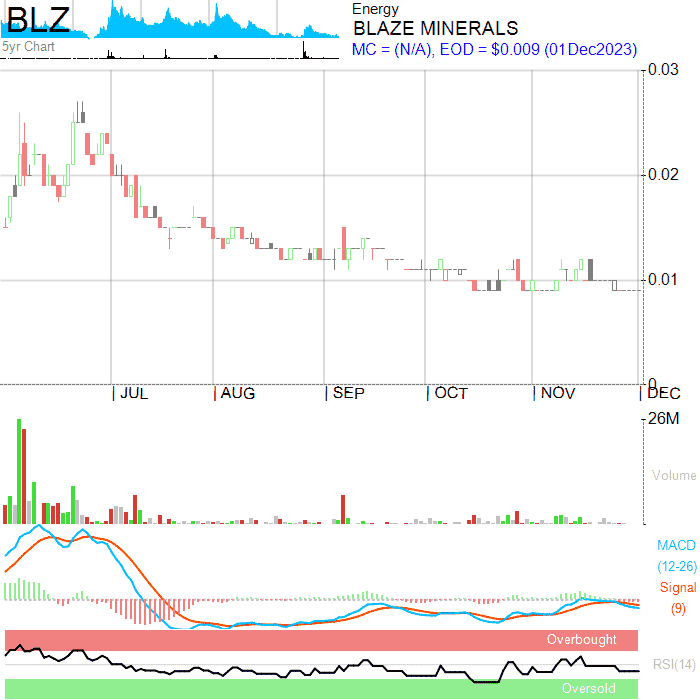 BLZ
5yr Chart
Energy
BLAZE MINERALS
MC = (N/A), EOD = $0.009 (01Dec2023)
0.03
0.02
0.01
0
JUL
AUG
SEP
OCT
NOV
DEC
26M
Volume
MACD
(12-26)
Signal
(9)
Overbought
RSI(14)
Oversold